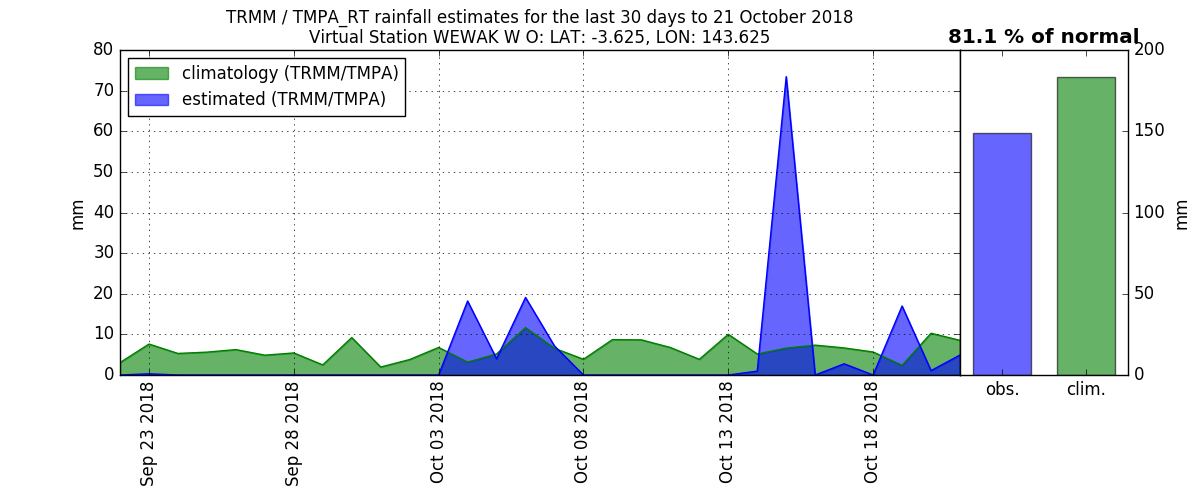 TRMM / TMPA_RT rainfall estimates for the last 30 days to 21 October 2018
Virtual Station WEWAK W O: LAT: -3.625, LON: 143.625
81.1 % of normal
climatology (TRMM/TMPA)
estimated (TRMM/TMPA)
mm
80
70
60
50
40
30
20
10
0
Sep 23 2018
Sep 28 2018
Oct 03 2018
Oct 08 2018
Oct 13 2018
Oct 18 2018
obs.
clim.
200
150
100
50
0
mm